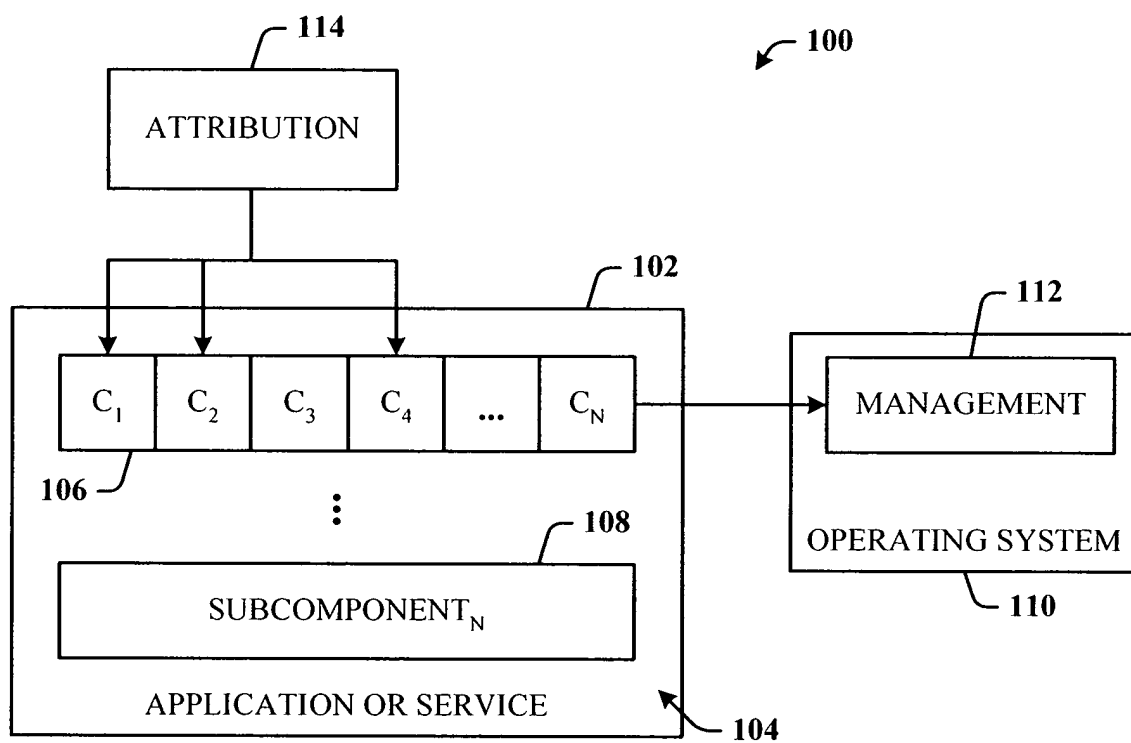 114
100
ATTRIBUTION
102
112
C1 C2 C3 C4 ... CN
MANAGEMENT
106
108
OPERATING SYSTEM
SUBCOMPONENTN
110
APPLICATION OR SERVICE
104